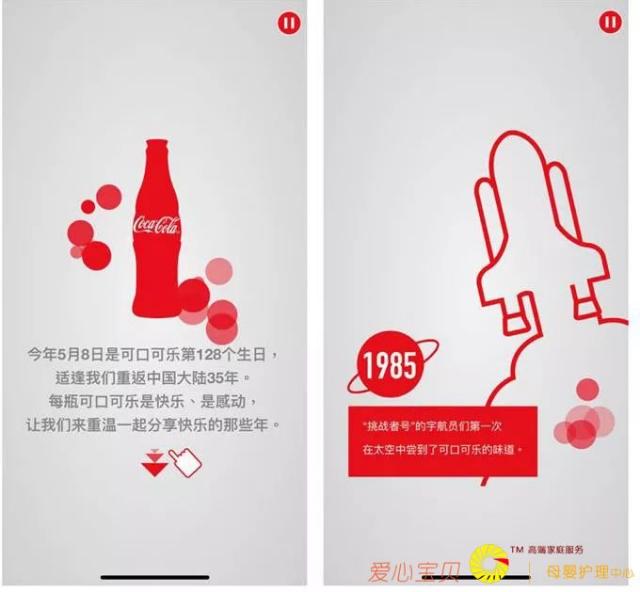 Coca-Cola
今年5月8日是可口可乐第128个生日，
适逢我们重返中国大陆35年。
每瓶可口可乐是快乐、是感动，
让我们来重温一起分享快乐的那些年。
1985
“挑战者号”的宇航员们第一次
在太空中尝到了可口可乐的味道。
TM 高端家庭服务
爱心宝贝 母婴护理中心